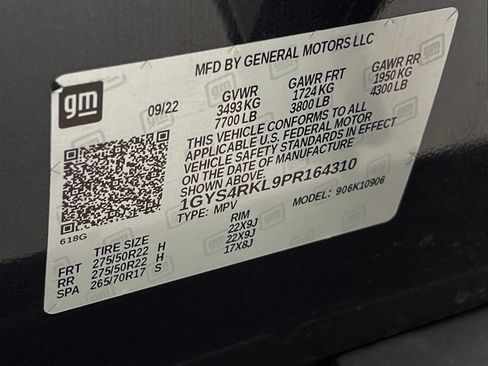 MFD BY GENERAL MOTORS LLC
gm
09/22
GVWR
3493 KG
7700 LB
GAWR FRT
1724 KG
3800 LB
GAWR RR
1950 KG
4300 LB
THIS VEHICLE CONFORMS TO ALL
APPLICABLE U.S. FEDERAL MOTOR
VEHICLE SAFETY STANDARDS IN EFFECT
ON THE DATE OF MANUFACTURE
SHOWN ABOVE.
1GYS4RKL9PR164310
TYPE: MPV
MODEL: 906K10906
618G
TIRE SIZE RIM
FRT 275/50R22 H 22X9J
RR 275/50R22 H 22X9J
SPA 265/70R17 S 17X8J